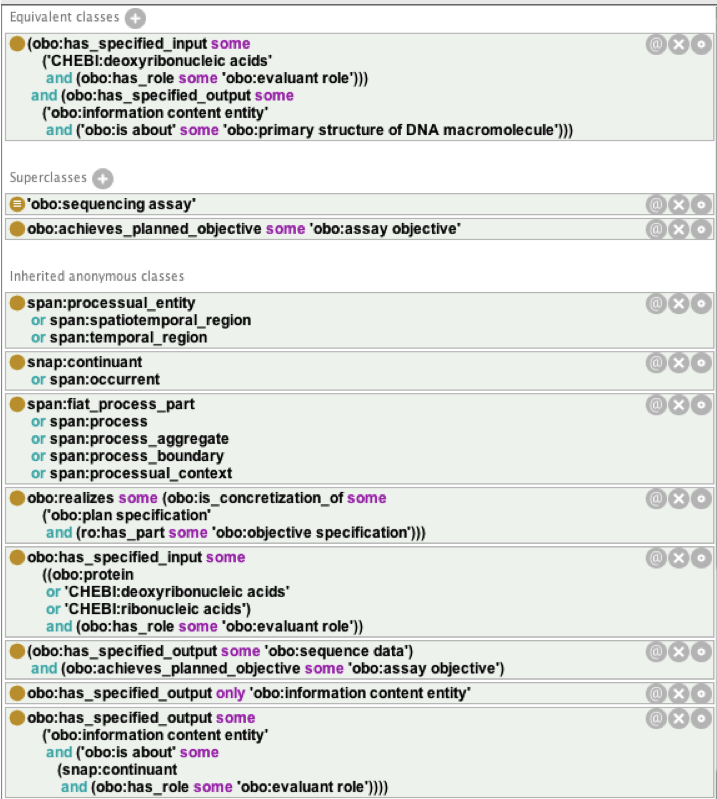 Equivalent classes
(obo:has_specified_input some
('CHEBI:deoxyribonucleic acids'
and (obo:has_role some 'obo:evaluant role')))
and (obo:has_specified_output some
('obo:information content entity'
and ('obo:is about' some 'obo:primary structure of DNA macromolecule')))
Superclasses
'obo:sequencing assay'
obo:achieves_planned_objective some 'obo:assay objective'
Inherited anonymous classes
span:processual_entity
or span:spatiotemporal_region
or span:temporal_region
snap:continuant
or span:occurrent
span:fiat_process_part
or span:process
or span:process_aggregate
or span:process_boundary
or span:processual_context
obo:realizes some (obo:is_concretization_of some
('obo:plan specification'
and (ro:has_part some 'obo:objective specification')))
obo:has_specified_input some
((obo:protein
or 'CHEBI:deoxyribonucleic acids'
or 'CHEBI:ribonucleic acids')
and (obo:has_role some 'obo:evaluant role'))
(obo:has_specified_output some 'obo:sequence data')
and (obo:achieves_planned_objective some 'obo:assay objective')
obo:has_specified_output only 'obo:information content entity'
obo:has_specified_output some
('obo:information content entity'
and ('obo:is about' some
(snap:continuant
and (obo:has_role some 'obo:evaluant role'))))